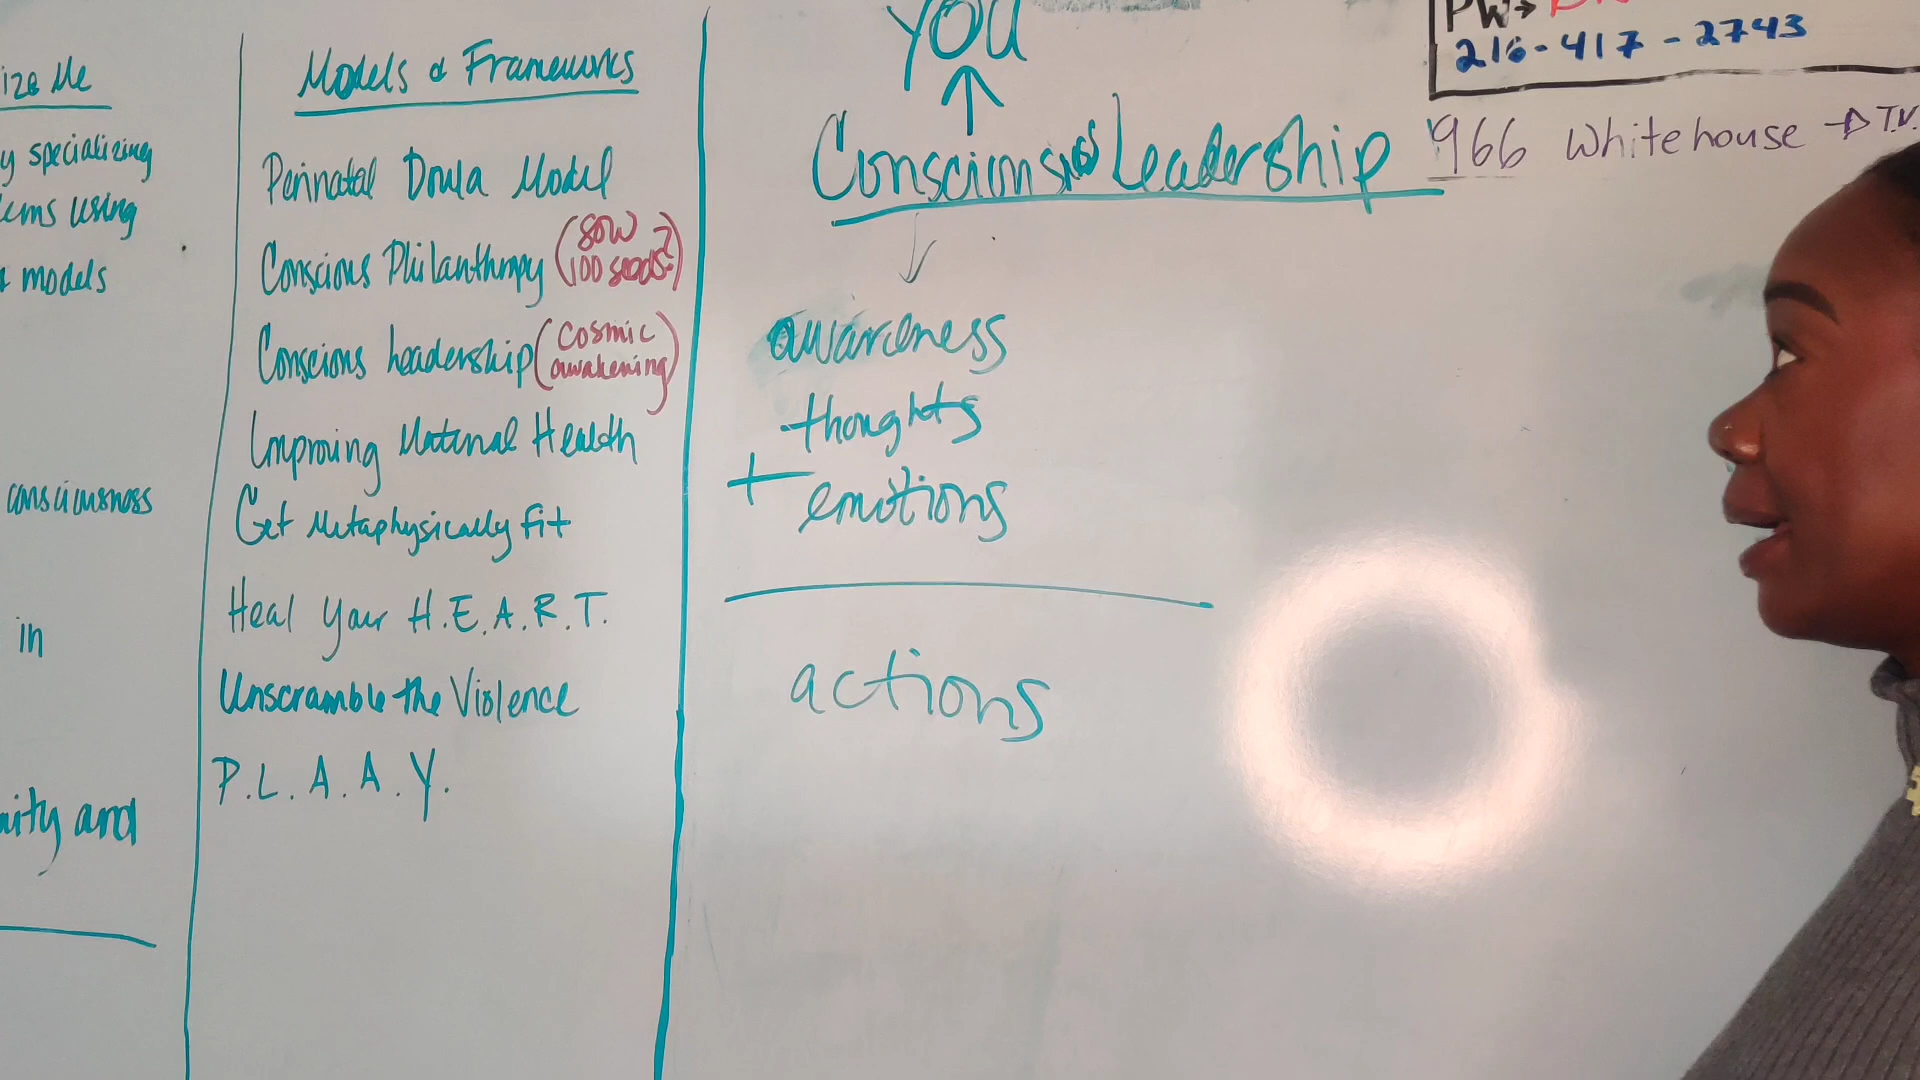 ize Me
y specializing
ems using
models
consciousness
in
nity and
Models & Frameworks
Perinatal Doula Model
Conscious Philanthropy (SOW 100 seeds?)
Conscious Leadership (Cosmic awakening)
Improving Maternal Health
Get Metaphysically Fit
Heal Your H.E.A.R.T.
Unscramble the Violence
P.L.A.A.Y.
YOU
Consciousness Leadership
awareness
thoughts
+ emotions
actions
PW→
216-417-2743
966 Whitehouse → T.V.